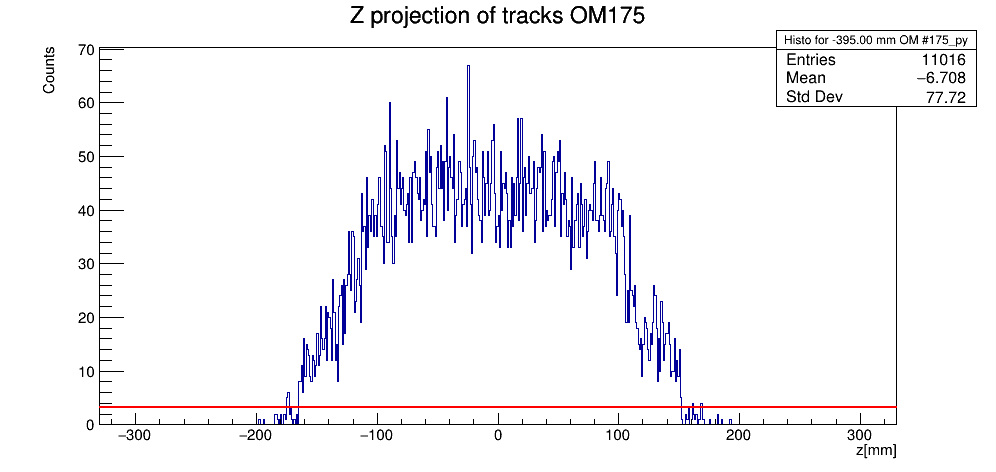 Z projection of tracks OM175
Histo for -395.00 mm OM #175_py
Entries 11016
Mean −6.708
Std Dev 77.72
Counts
70
60
50
40
30
20
10
0
−300 −200 −100 0 100 200 300
z[mm]